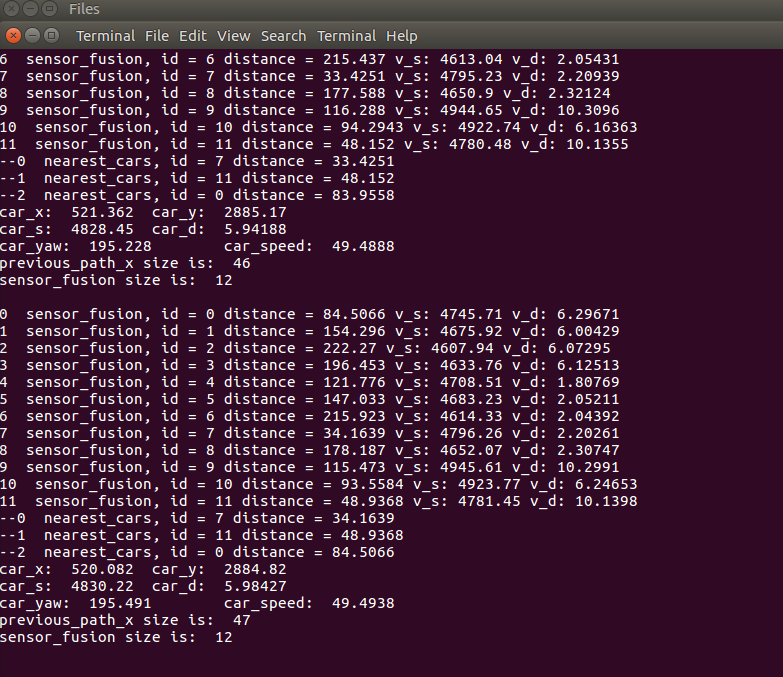 Files
Terminal File Edit View Search Terminal Help
6  sensor_fusion, id = 6 distance = 215.437 v_s: 4613.04 v_d: 2.05431
7  sensor_fusion, id = 7 distance = 33.4251 v_s: 4795.23 v_d: 2.20939
8  sensor_fusion, id = 8 distance = 177.588 v_s: 4650.9 v_d: 2.32124
9  sensor_fusion, id = 9 distance = 116.288 v_s: 4944.65 v_d: 10.3096
10  sensor_fusion, id = 10 distance = 94.2943 v_s: 4922.74 v_d: 6.16363
11  sensor_fusion, id = 11 distance = 48.152 v_s: 4780.48 v_d: 10.1355
--0  nearest_cars, id = 7 distance = 33.4251
--1  nearest_cars, id = 11 distance = 48.152
--2  nearest_cars, id = 0 distance = 83.9558
car_x:  521.362  car_y:  2885.17
car_s:  4828.45  car_d:  5.94188
car_yaw:  195.228        car_speed:  49.4888
previous_path_x size is:  46
sensor_fusion size is:  12
0  sensor_fusion, id = 0 distance = 84.5066 v_s: 4745.71 v_d: 6.29671
1  sensor_fusion, id = 1 distance = 154.296 v_s: 4675.92 v_d: 6.00429
2  sensor_fusion, id = 2 distance = 222.27 v_s: 4607.94 v_d: 6.07295
3  sensor_fusion, id = 3 distance = 196.453 v_s: 4633.76 v_d: 6.12513
4  sensor_fusion, id = 4 distance = 121.776 v_s: 4708.51 v_d: 1.80769
5  sensor_fusion, id = 5 distance = 147.033 v_s: 4683.23 v_d: 2.05211
6  sensor_fusion, id = 6 distance = 215.923 v_s: 4614.33 v_d: 2.04392
7  sensor_fusion, id = 7 distance = 34.1639 v_s: 4796.26 v_d: 2.20261
8  sensor_fusion, id = 8 distance = 178.187 v_s: 4652.07 v_d: 2.30747
9  sensor_fusion, id = 9 distance = 115.473 v_s: 4945.61 v_d: 10.2991
10  sensor_fusion, id = 10 distance = 93.5584 v_s: 4923.77 v_d: 6.24653
11  sensor_fusion, id = 11 distance = 48.9368 v_s: 4781.45 v_d: 10.1398
--0  nearest_cars, id = 7 distance = 34.1639
--1  nearest_cars, id = 11 distance = 48.9368
--2  nearest_cars, id = 0 distance = 84.5066
car_x:  520.082  car_y:  2884.82
car_s:  4830.22  car_d:  5.98427
car_yaw:  195.491        car_speed:  49.4938
previous_path_x size is:  47
sensor_fusion size is:  12